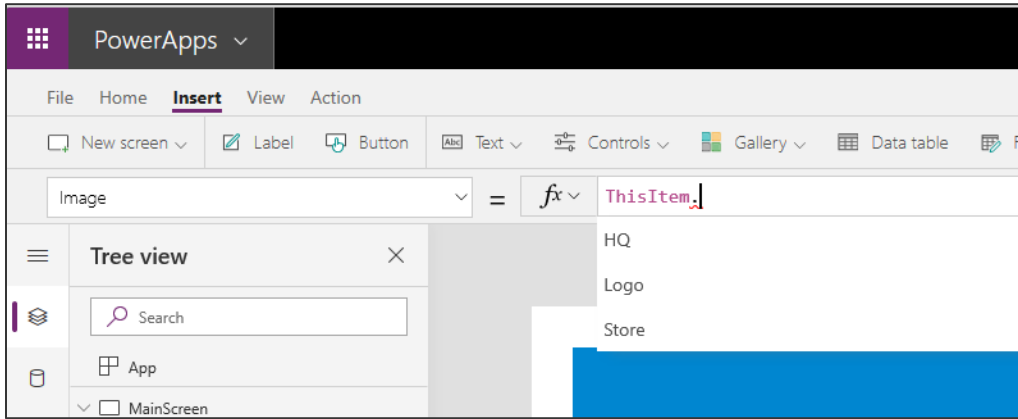 PowerApps
File Home Insert View Action
New screen Label Button Abc Text Controls Gallery Data table F
Image = fx ThisItem.
HQ
Logo
Store
Tree view
Search
App
MainScreen